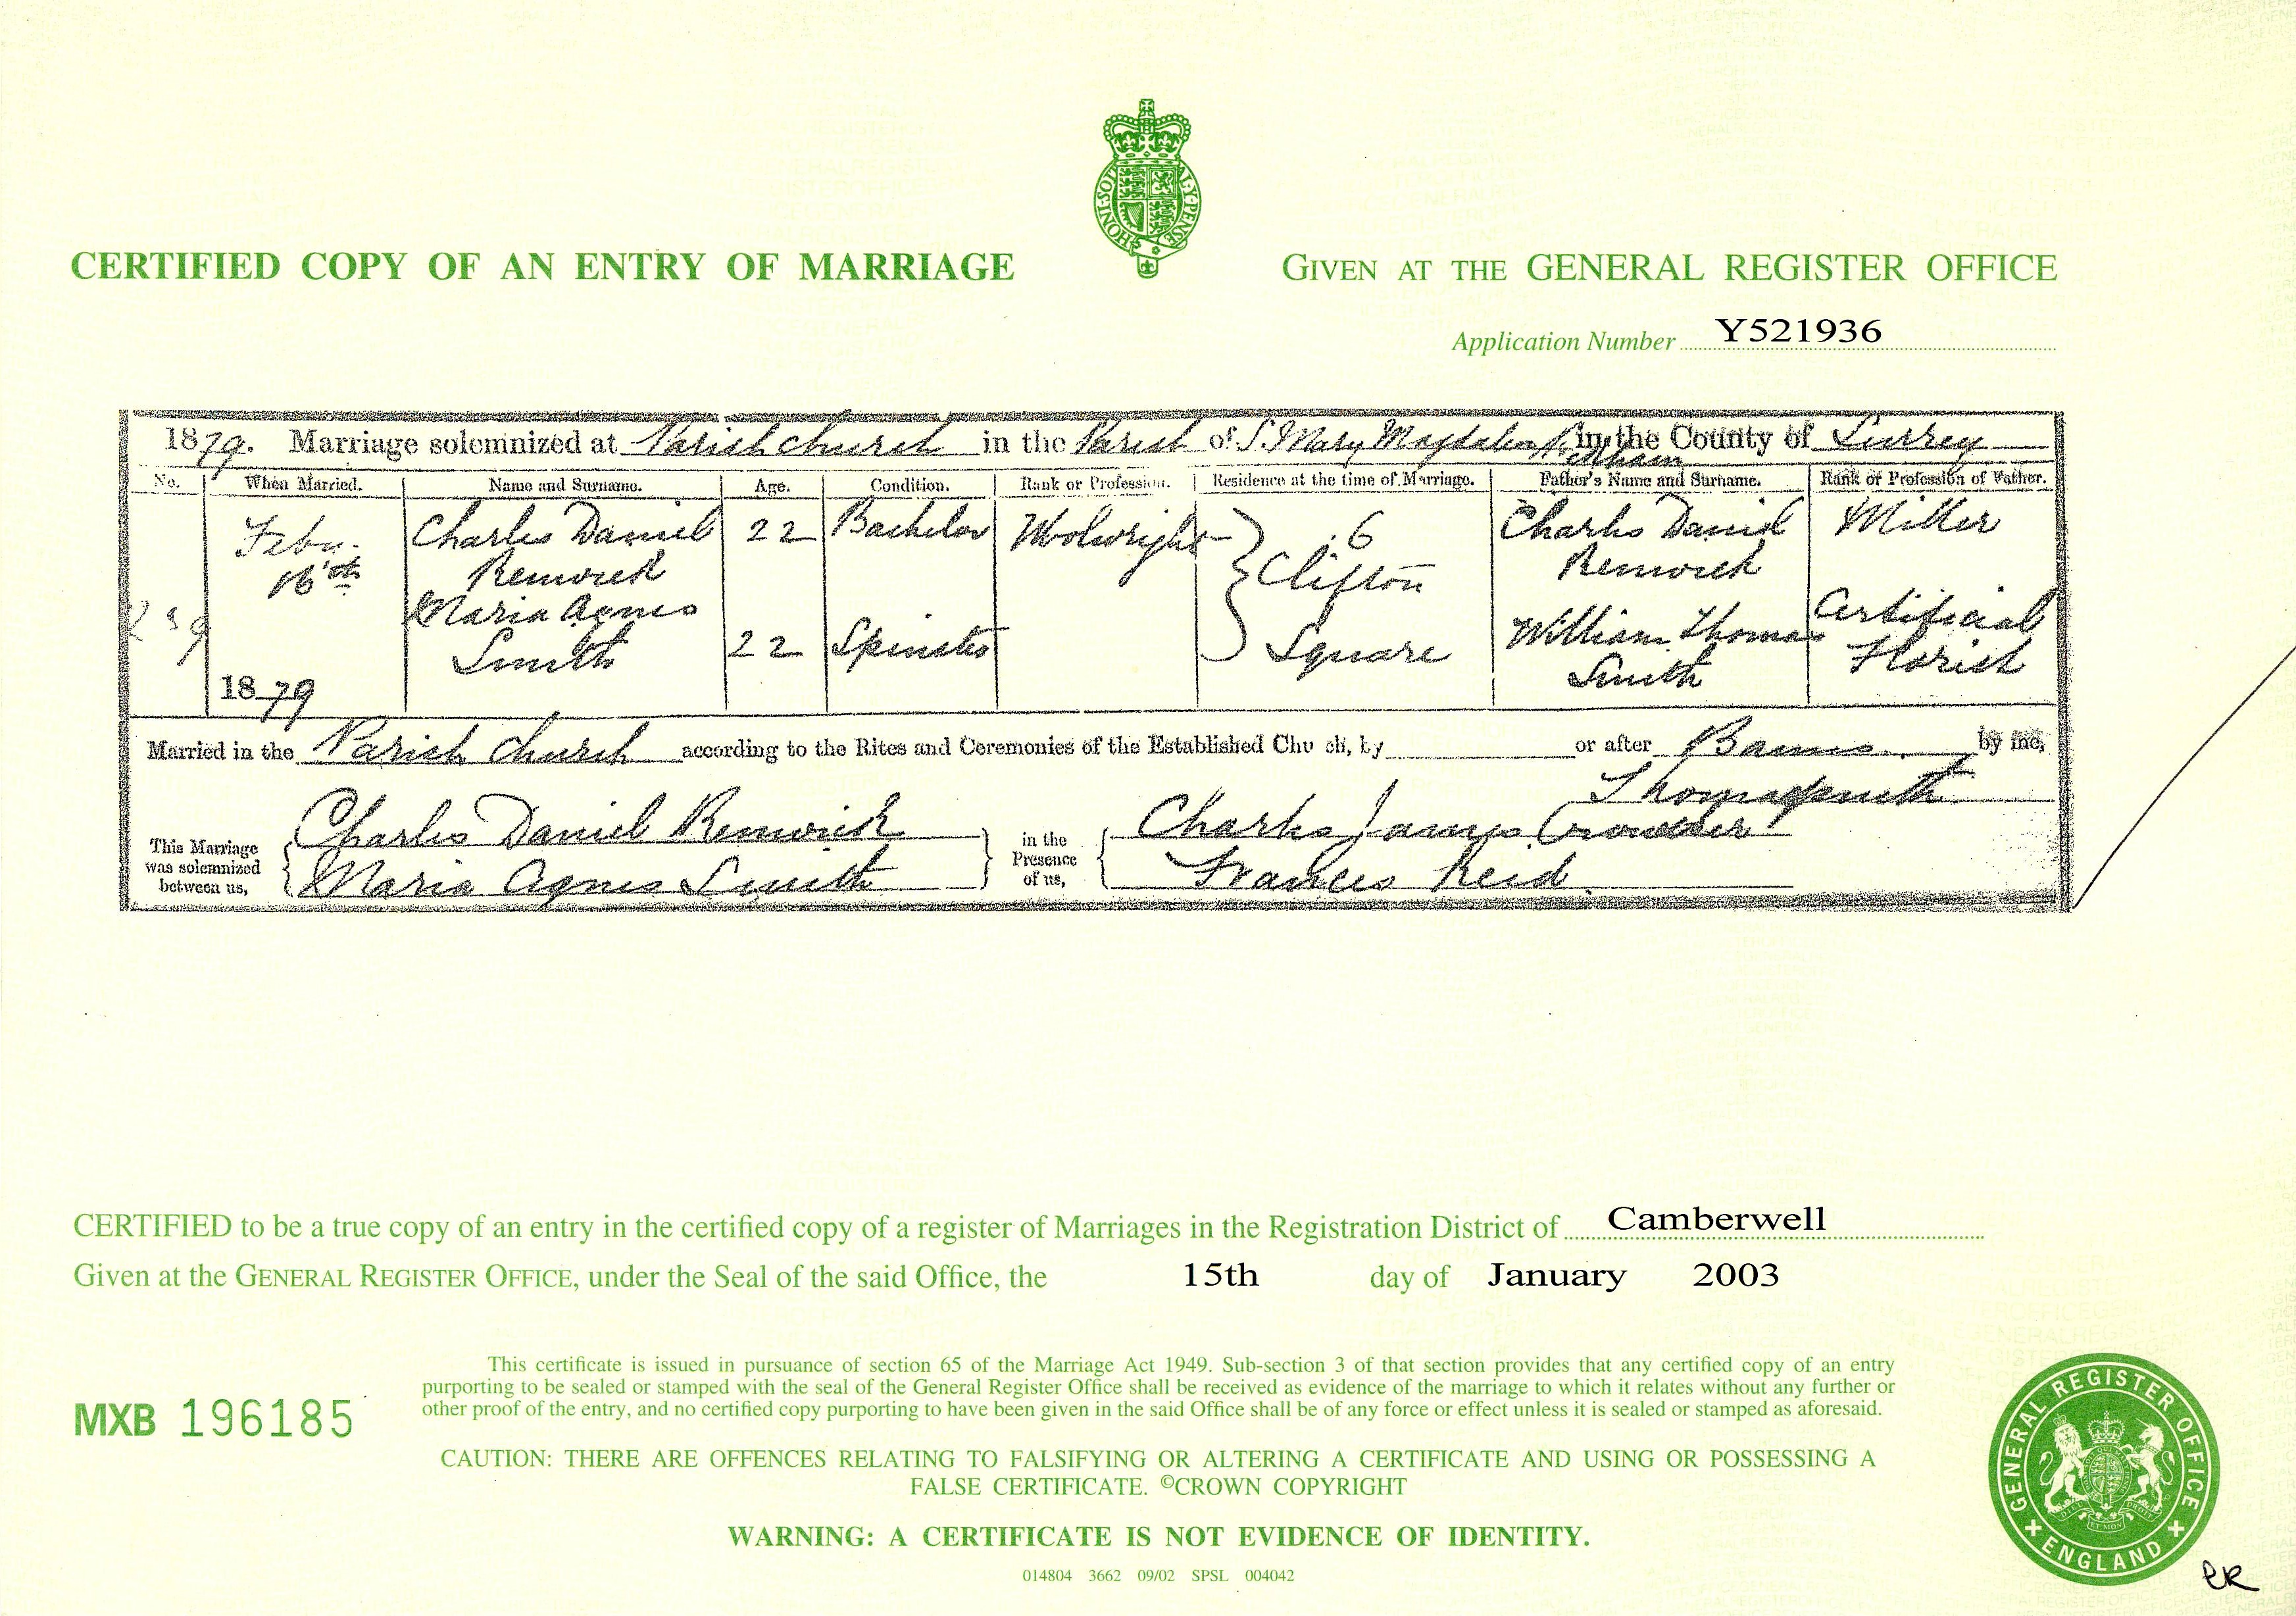 HONI·SOIT
AL·Y·PENSE
CERTIFIED COPY OF AN ENTRY OF MARRIAGE
GIVEN AT THE GENERAL REGISTER OFFICE
Application Number Y521936
1879. Marriage solemnized at Parish church in the Parish of S. Mary Magdalen Peckham in the County of Surrey
No. When Married. Name and Surname. Age. Condition. Rank or Profession. Residence at the time of Marriage. Father's Name and Surname. Rank or Profession of Father.
Febu. Charles Daniel 22 Bachelor 6 Charles Daniel Miller
16th Renwick Clifton Renwick
239 Maria Agnes William Thomas Artificial
Smith 22 Spinster Square Smith Florist
1879
Married in the Parish church according to the Rites and Ceremonies of the Established Church, by or after Banns by me,
Charles Daniel Renwick Charles James Crowther
This Marriage was solemnized between us, in the Presence of us,
Maria Agnes Smith Frances Reid
CERTIFIED to be a true copy of an entry in the certified copy of a register of Marriages in the Registration District of Camberwell
Given at the GENERAL REGISTER OFFICE, under the Seal of the said Office, the 15th day of January 2003
This certificate is issued in pursuance of section 65 of the Marriage Act 1949. Sub-section 3 of that section provides that any certified copy of an entry
purporting to be sealed or stamped with the seal of the General Register Office shall be received as evidence of the marriage to which it relates without any further or
other proof of the entry, and no certified copy purporting to have been given in the said Office shall be of any force or effect unless it is sealed or stamped as aforesaid.
MXB 196185
CAUTION: THERE ARE OFFENCES RELATING TO FALSIFYING OR ALTERING A CERTIFICATE AND USING OR POSSESSING A
FALSE CERTIFICATE. ©CROWN COPYRIGHT
WARNING: A CERTIFICATE IS NOT EVIDENCE OF IDENTITY.
014804 3662 09/02 SPSL 004042
GENERAL REGISTER OFFICE
ENGLAND